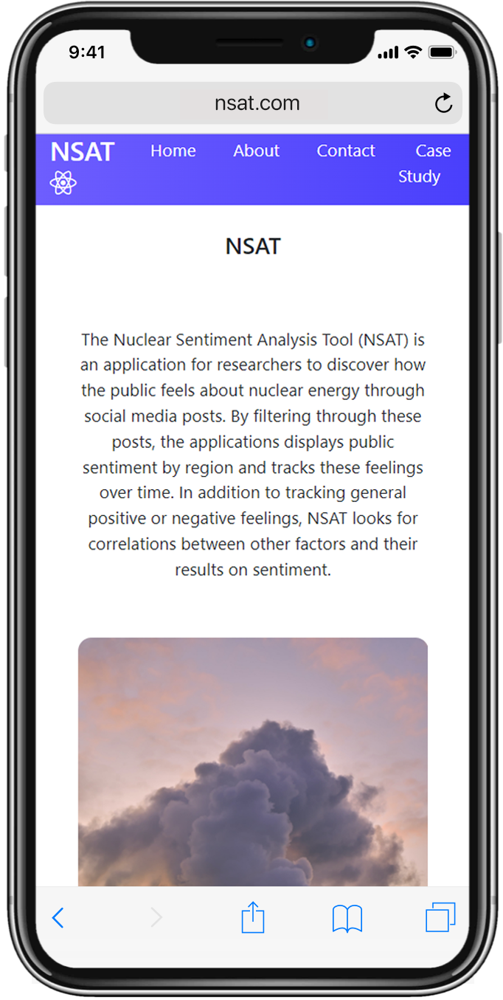 9:41
nsat.com
NSAT Home About Contact Case
Study
NSAT
The Nuclear Sentiment Analysis Tool (NSAT) is
an application for researchers to discover how
the public feels about nuclear energy through
social media posts. By filtering through these
posts, the applications displays public
sentiment by region and tracks these feelings
over time. In addition to tracking general
positive or negative feelings, NSAT looks for
correlations between other factors and their
results on sentiment.